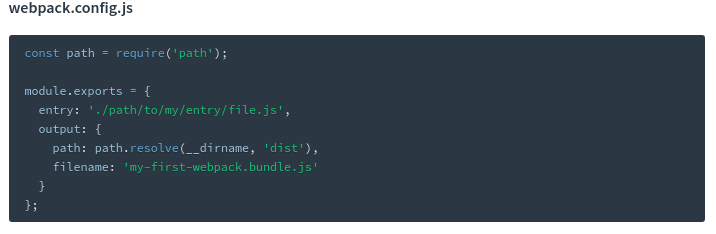 webpack.config.js
const path = require('path');
module.exports = {
  entry: './path/to/my/entry/file.js',
  output: {
    path: path.resolve(__dirname, 'dist'),
    filename: 'my-first-webpack.bundle.js'
  }
};